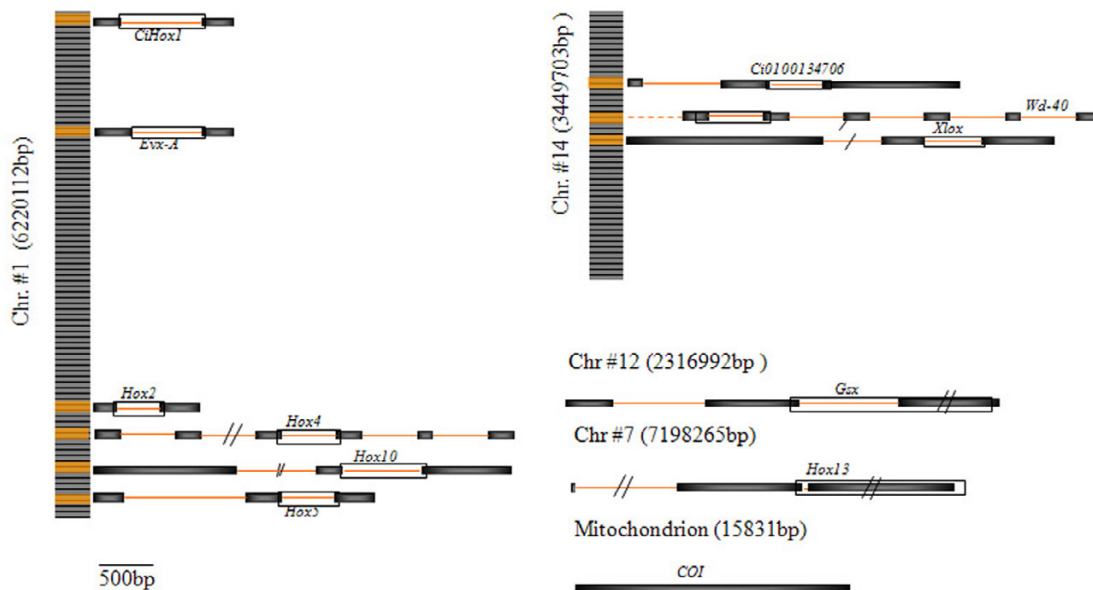 CiHox1
Evx-A
Chr. #1 (6220112bp)
Hox2
Hox4
Hox10
Hox5
500bp
Chr. #14 (3449703bp)
Ci0100134706
Wd-40
Xlox
Chr #12 (2316992bp )
Gsx
Chr #7 (7198265bp)
Hox13
Mitochondrion (15831bp)
COI